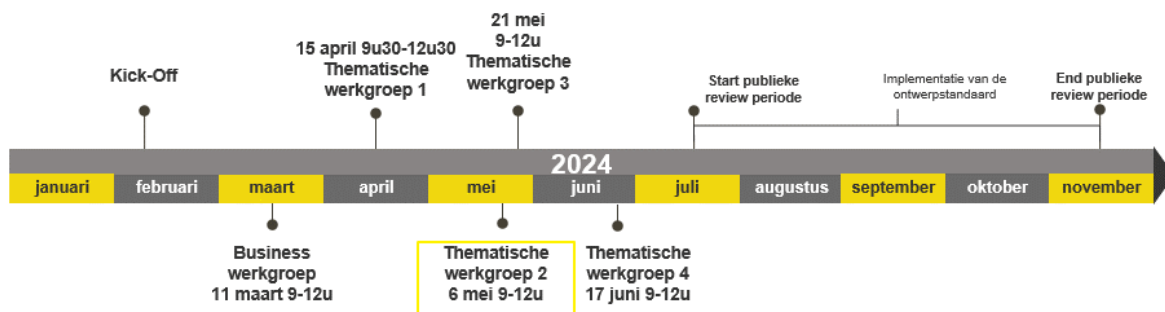 Kick-Off
15 april 9u30-12u30
Thematische
werkgroep 1
21 mei
9-12u
Thematische
werkgroep 3
Start publieke
review periode
Implementatie van de
ontwerpstandaard
End publieke
review periode
2024
januari
februari
maart
april
mei
juni
juli
augustus
september
oktober
november
Business
werkgroep
11 maart 9-12u
Thematische
werkgroep 2
6 mei 9-12u
Thematische
werkgroep 4
17 juni 9-12u